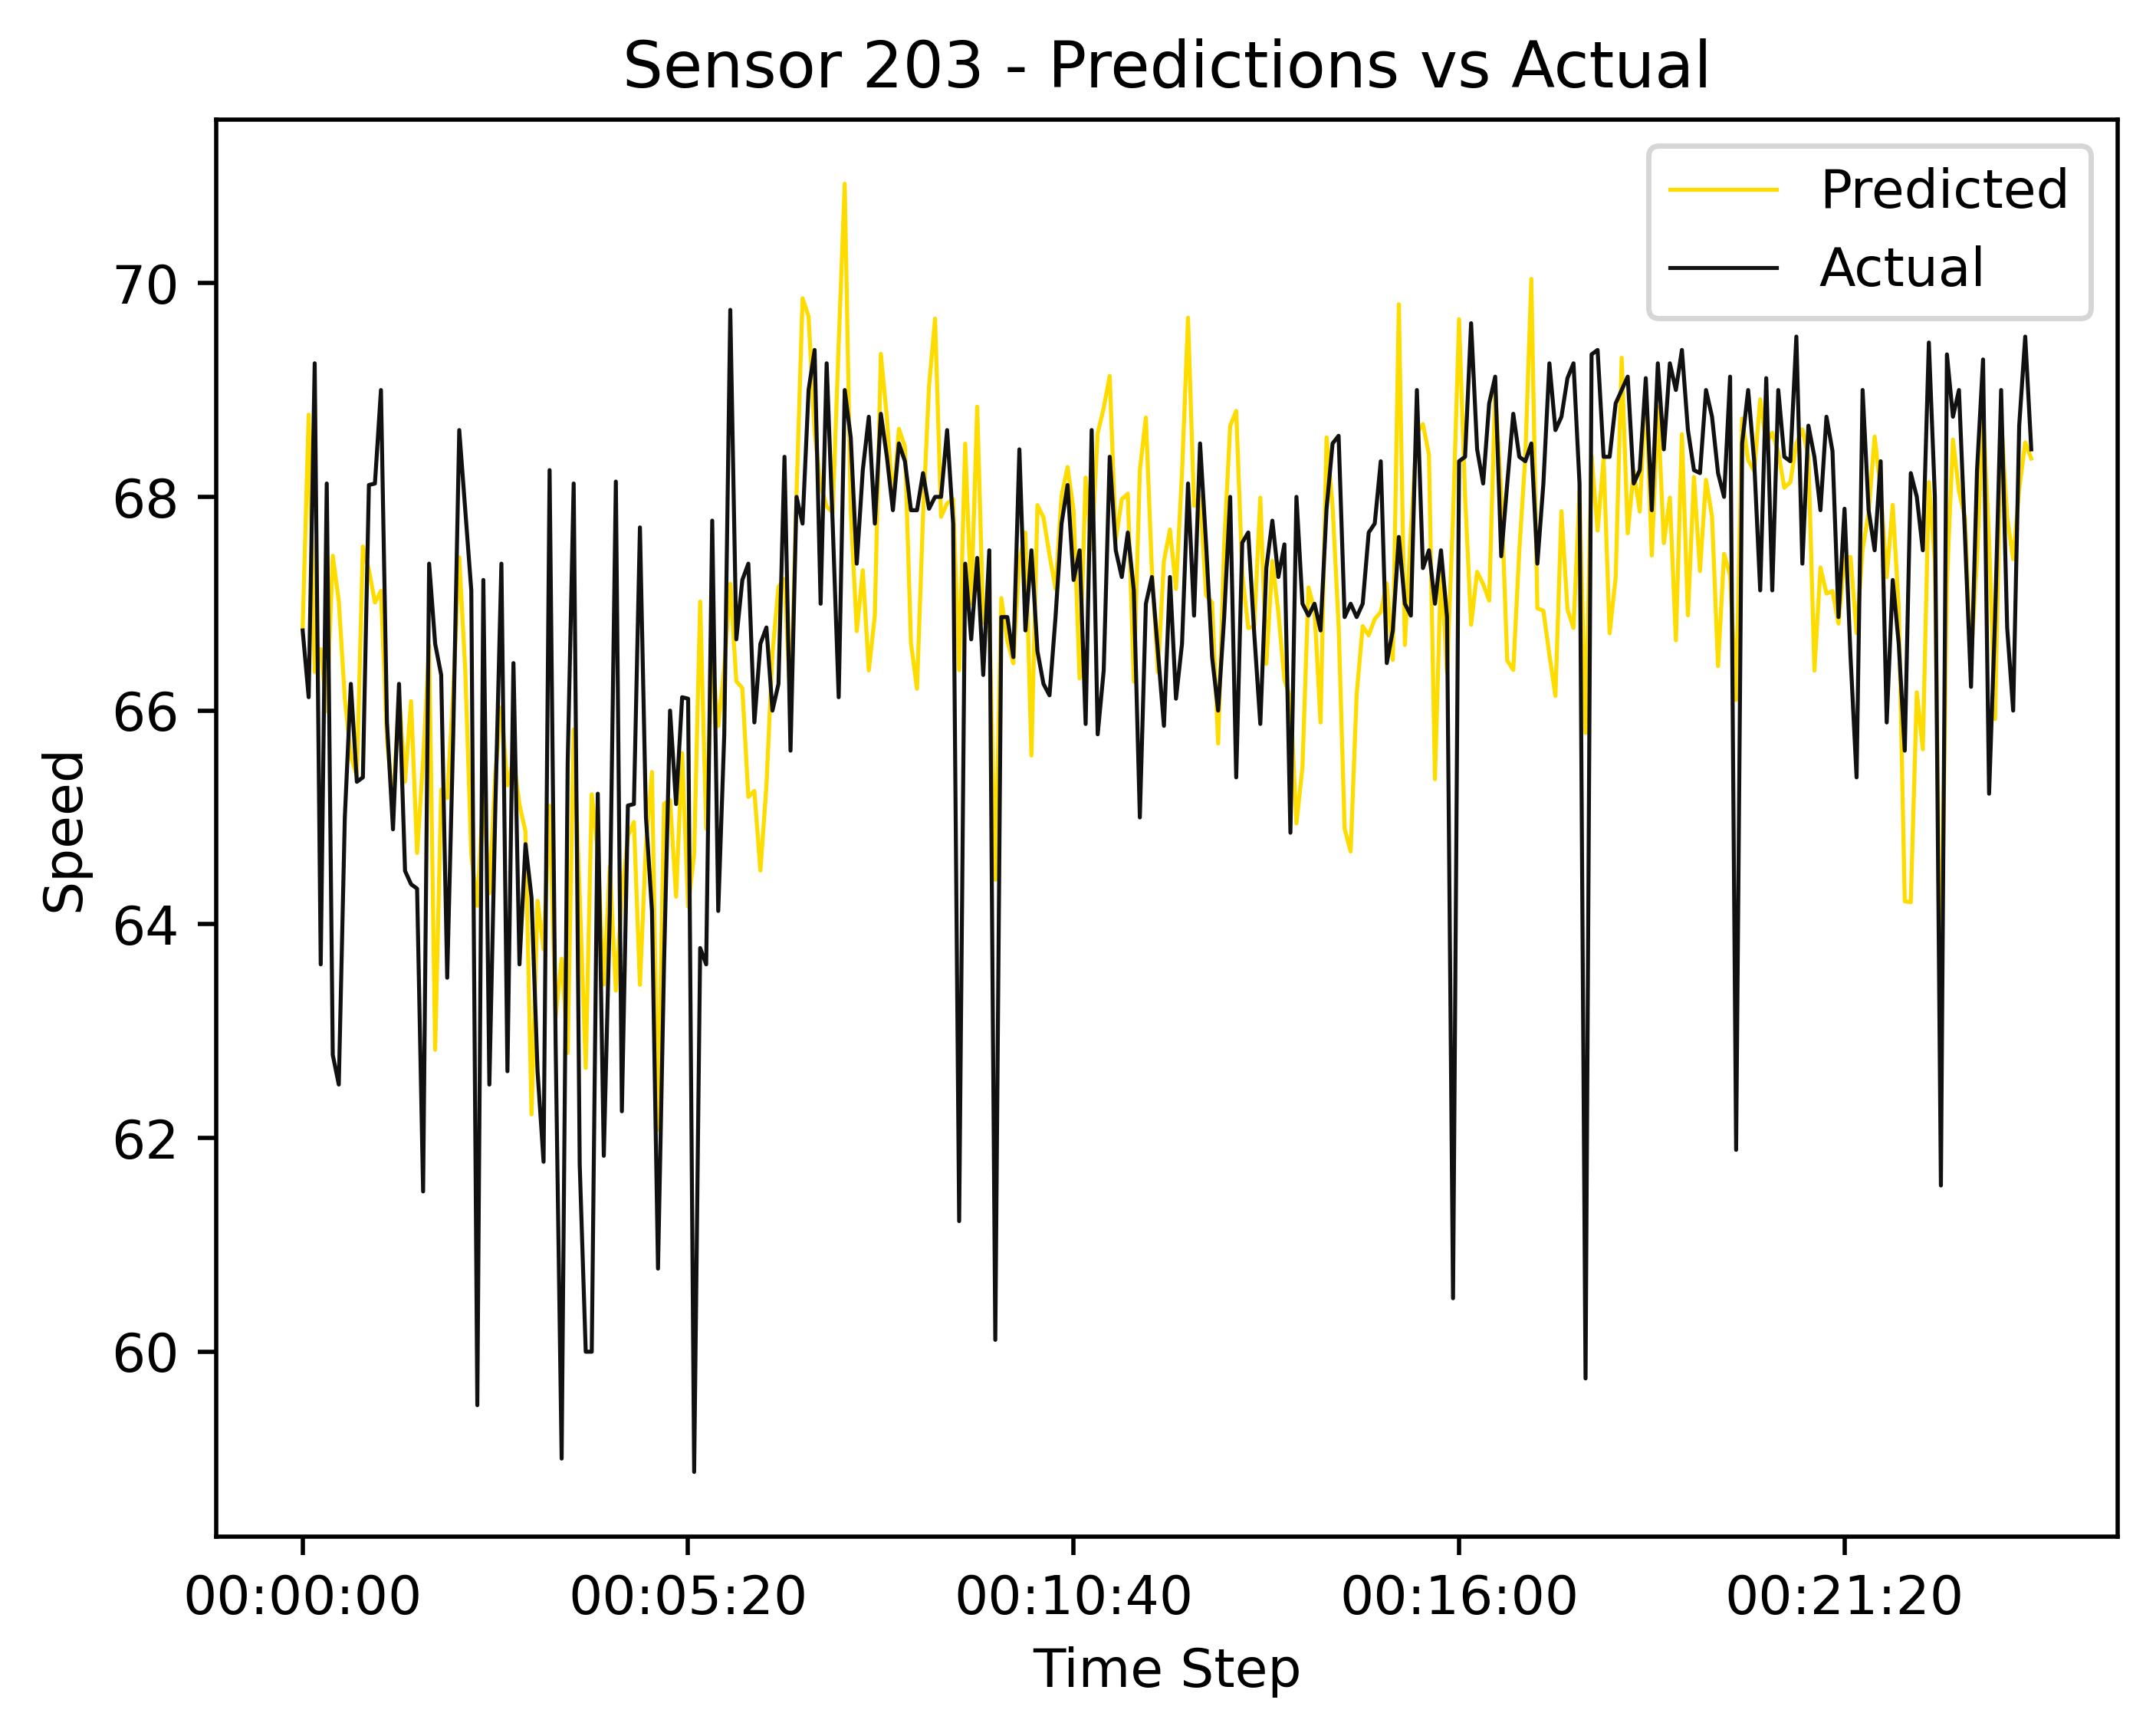 Sensor 203 - Predictions vs Actual
Predicted
Actual
70
68
66
64
62
60
Speed
00:00:00
00:05:20
00:10:40
00:16:00
00:21:20
Time Step